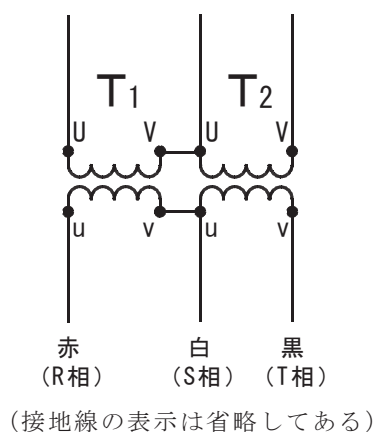 T1 T2
U V U V
u v u v
赤 白 黒
(R相) (S相) (T相)
(接地線の表示は省略してある)